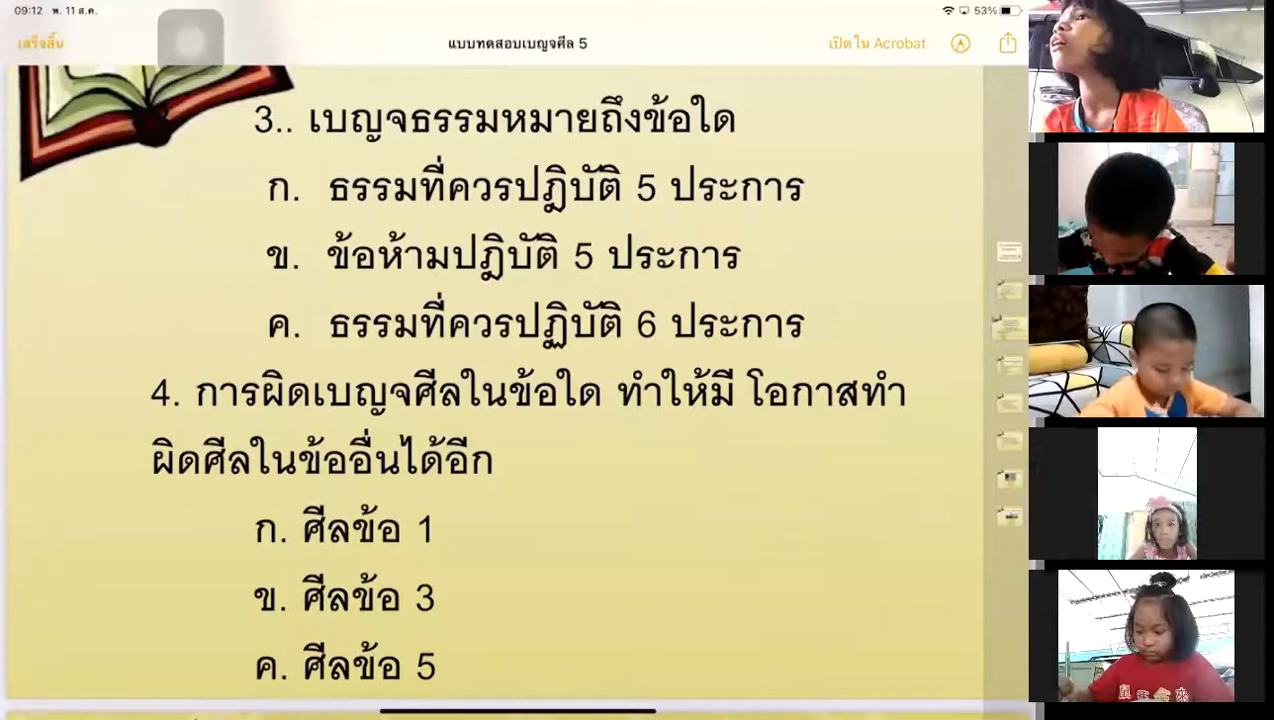 09:12 พ. 11 ส.ค.
53%
เสร็จสิ้น
แบบทดสอบเบญจศีล 5
เปิดใน Acrobat
3.. เบญจธรรมหมายถึงข้อใด
ก. ธรรมที่ควรปฎิบัติ 5 ประการ
ข. ข้อห้ามปฎิบัติ 5 ประการ
ค. ธรรมที่ควรปฏิบัติ 6 ประการ
4. การผิดเบญจศีลในข้อใด ทำให้มี โอกาสทำ
ผิดศีลในข้ออื่นได้อีก
ก. ศีลข้อ 1
ข. ศีลข้อ 3
ค. ศีลข้อ 5